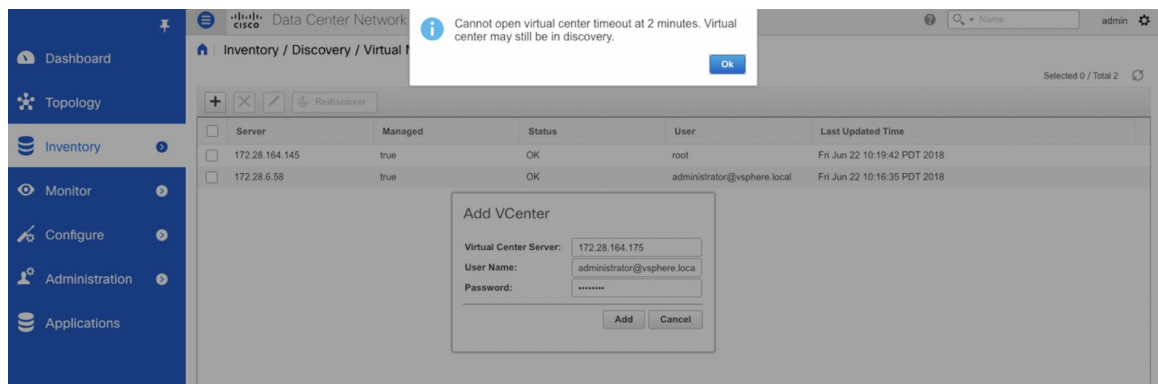 cisco Data Center Network
Cannot open virtual center timeout at 2 minutes. Virtual
center may still be in discovery.
Ok
Name
admin
Inventory / Discovery / Virtual
Selected 0 / Total 2
Dashboard
Topology
Inventory
Monitor
Configure
Administration
Applications
Rediscover
Server Managed Status User Last Updated Time
172.28.164.145 true OK root Fri Jun 22 10:19:42 PDT 2018
172.28.6.58 true OK administrator@vsphere.local Fri Jun 22 10:16:35 PDT 2018
Add VCenter
Virtual Center Server: 172.28.164.175
User Name: administrator@vsphere.loca
Password: ••••••••
Add Cancel